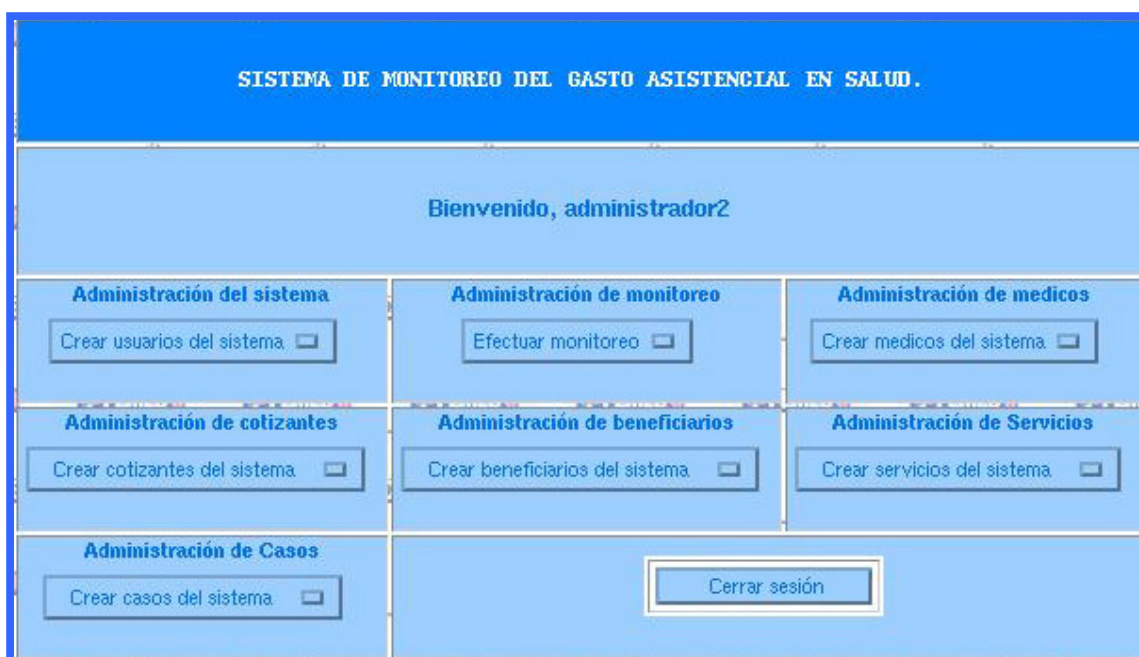 SISTEMA DE MONITOREO DEL GASTO ASISTENCIAL EN SALUD.
Bienvenido, administrador2
Administración del sistema
Crear usuarios del sistema
Administración de monitoreo
Efectuar monitoreo
Administración de medicos
Crear medicos del sistema
Administración de cotizantes
Crear cotizantes del sistema
Administración de beneficiarios
Crear beneficiarios del sistema
Administración de Servicios
Crear servicios del sistema
Administración de Casos
Crear casos del sistema
Cerrar sesión